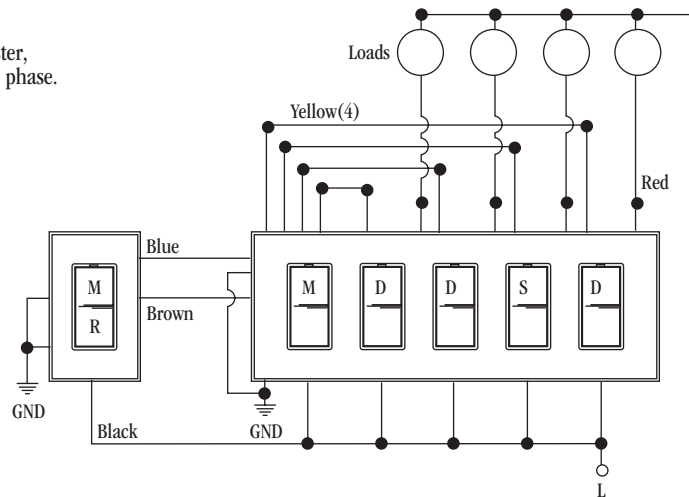 ter,
phase.
Loads
Yellow(4)
Red
Blue
M
R
Brown
M D D S D
GND
GND
Black
L